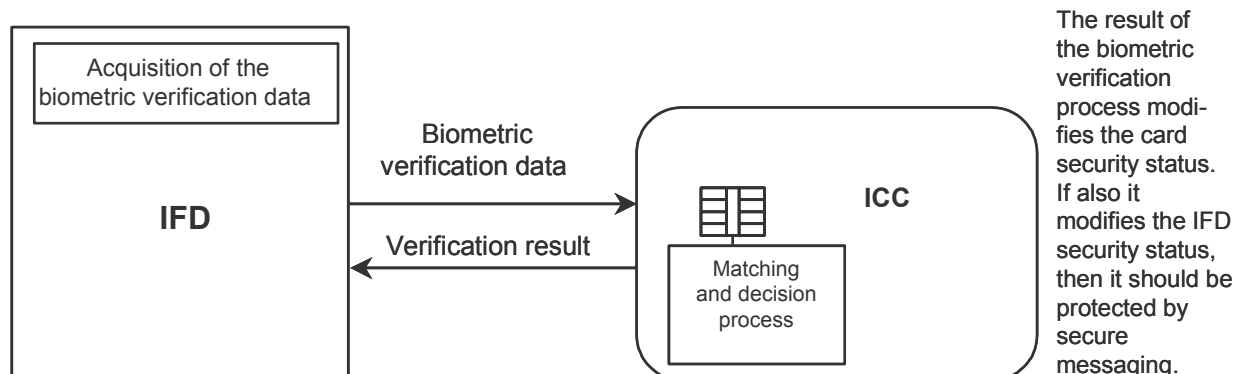 Acquisition of the
biometric verification data
IFD
Biometric
verification data
Verification result
ICC
Matching
and decision
process
The result of
the biometric
verification
process modi-
fies the card
security status.
If also it
modifies the IFD
security status,
then it should be
protected by
secure
messaging.